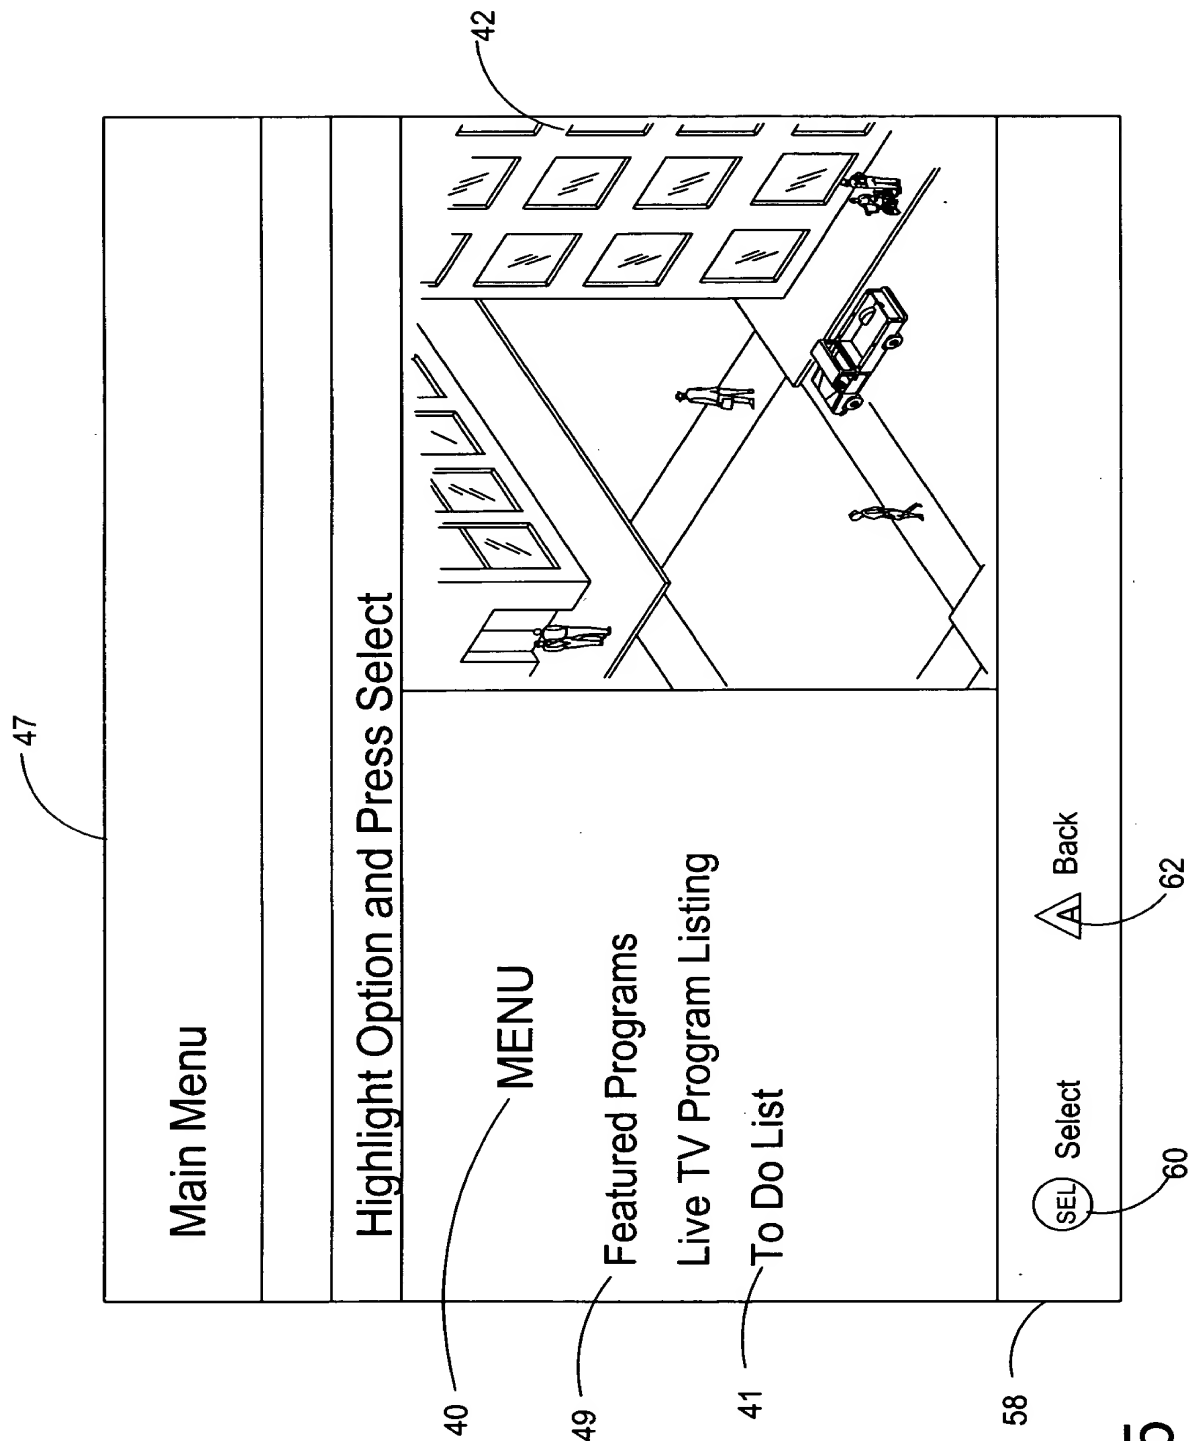 47
Main Menu
Highlight Option and Press Select
42
40
MENU
49
Featured Programs
Live TV Program Listing
41
To Do List
58
SEL Select
A Back
60
62
5